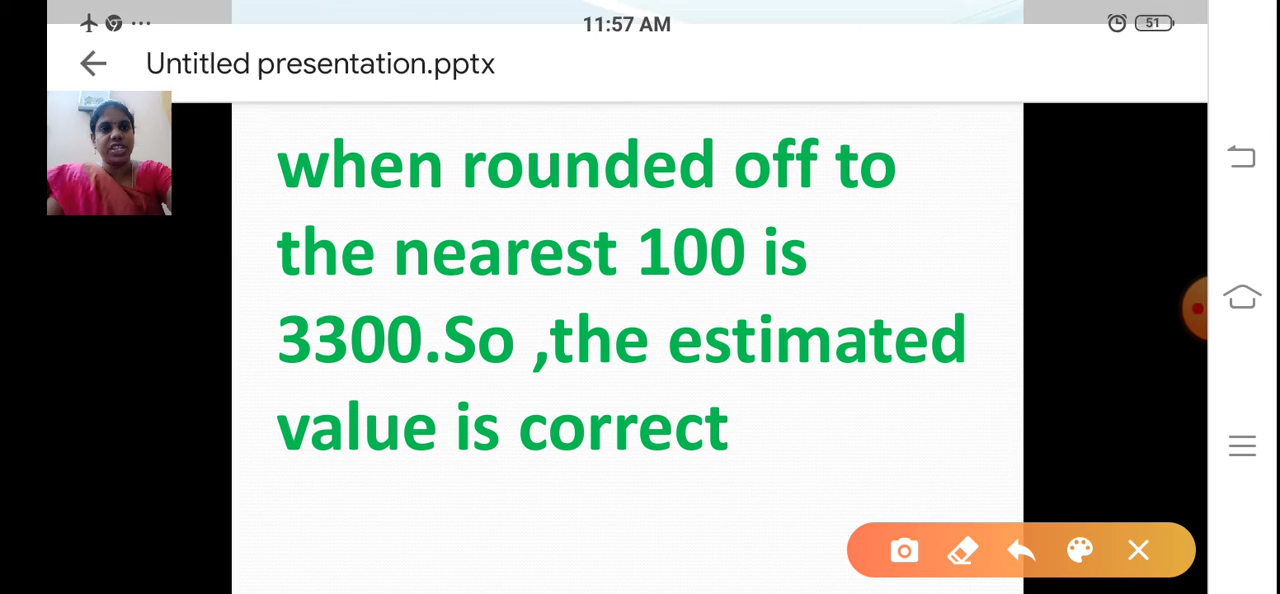 11:57 AM
51
Untitled presentation.pptx
when rounded off to
the nearest 100 is
3300.So ,the estimated
value is correct